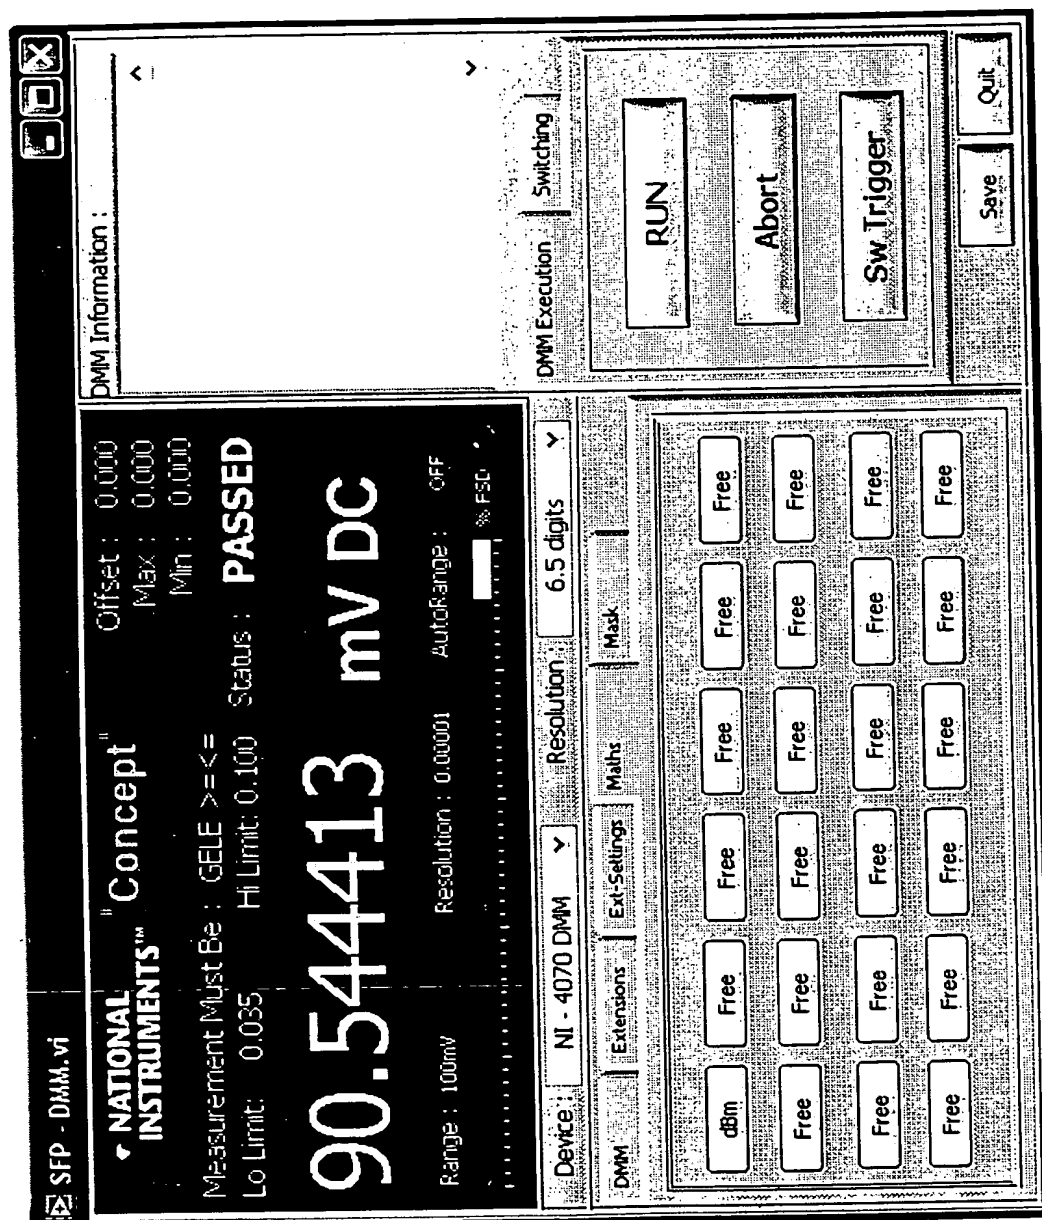 SFP - DMM.vi
NATIONAL
INSTRUMENTS™
"Concept"
Offset : 0.000
Max : 0.000
Min : 0.000
Measurement Must Be : GELE >=<=
Lo Limit: 0.035 Hi Limit: 0.100 Status : PASSED
90.544413 mV DC
Range : 100mV Resolution : 0.00001 AutoRange : OFF
% FSD
DMM Information :
Device : NI - 4070 DMM Resolution : 6.5 digits
DMM Extensions Ext-Settings Maths Mask
dBm Free Free Free Free Free
Free Free Free Free Free Free
Free Free Free Free Free Free
Free Free Free Free Free Free
DMM Execution Switching
RUN
Abort
Sw Trigger
Save Quit